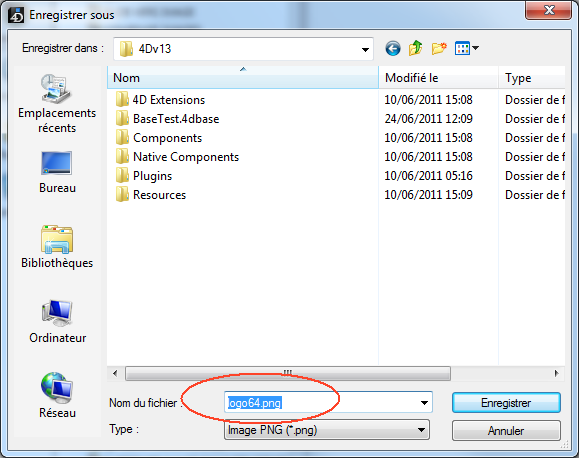 4D Enregistrer sous
Enregistrer dans : 4Dv13
Nom Modifié le Type
4D Extensions 10/06/2011 15:08 Dossier de f
BaseTest.4dbase 24/06/2011 12:09 Dossier de f
Components 10/06/2011 15:08 Dossier de f
Native Components 10/06/2011 15:08 Dossier de f
Plugins 10/06/2011 05:16 Dossier de f
Resources 10/06/2011 15:09 Dossier de f
Emplacements
récents
Bureau
Bibliothèques
Ordinateur
Réseau
Nom du fichier : logo64.png Enregistrer
Type : Image PNG (*.png) Annuler